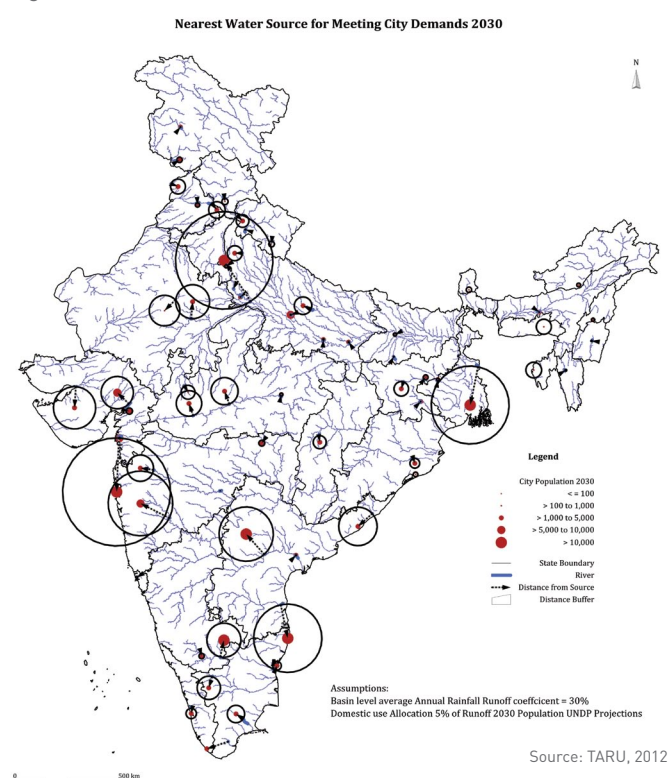 Nearest Water Source for Meeting City Demands 2030
N
Legend
City Population 2030
< = 100
> 100 to 1,000
> 1,000 to 5,000
> 5,000 to 10,000
> 10,000
State Boundary
River
Distance from Source
Distance Buffer
Assumptions:
Basin level average Annual Rainfall Runoff coeffcicent = 30%
Domestic use Allocation 5% of Runoff 2030 Population UNDP Projections
Source: TARU, 2012
0 500 km